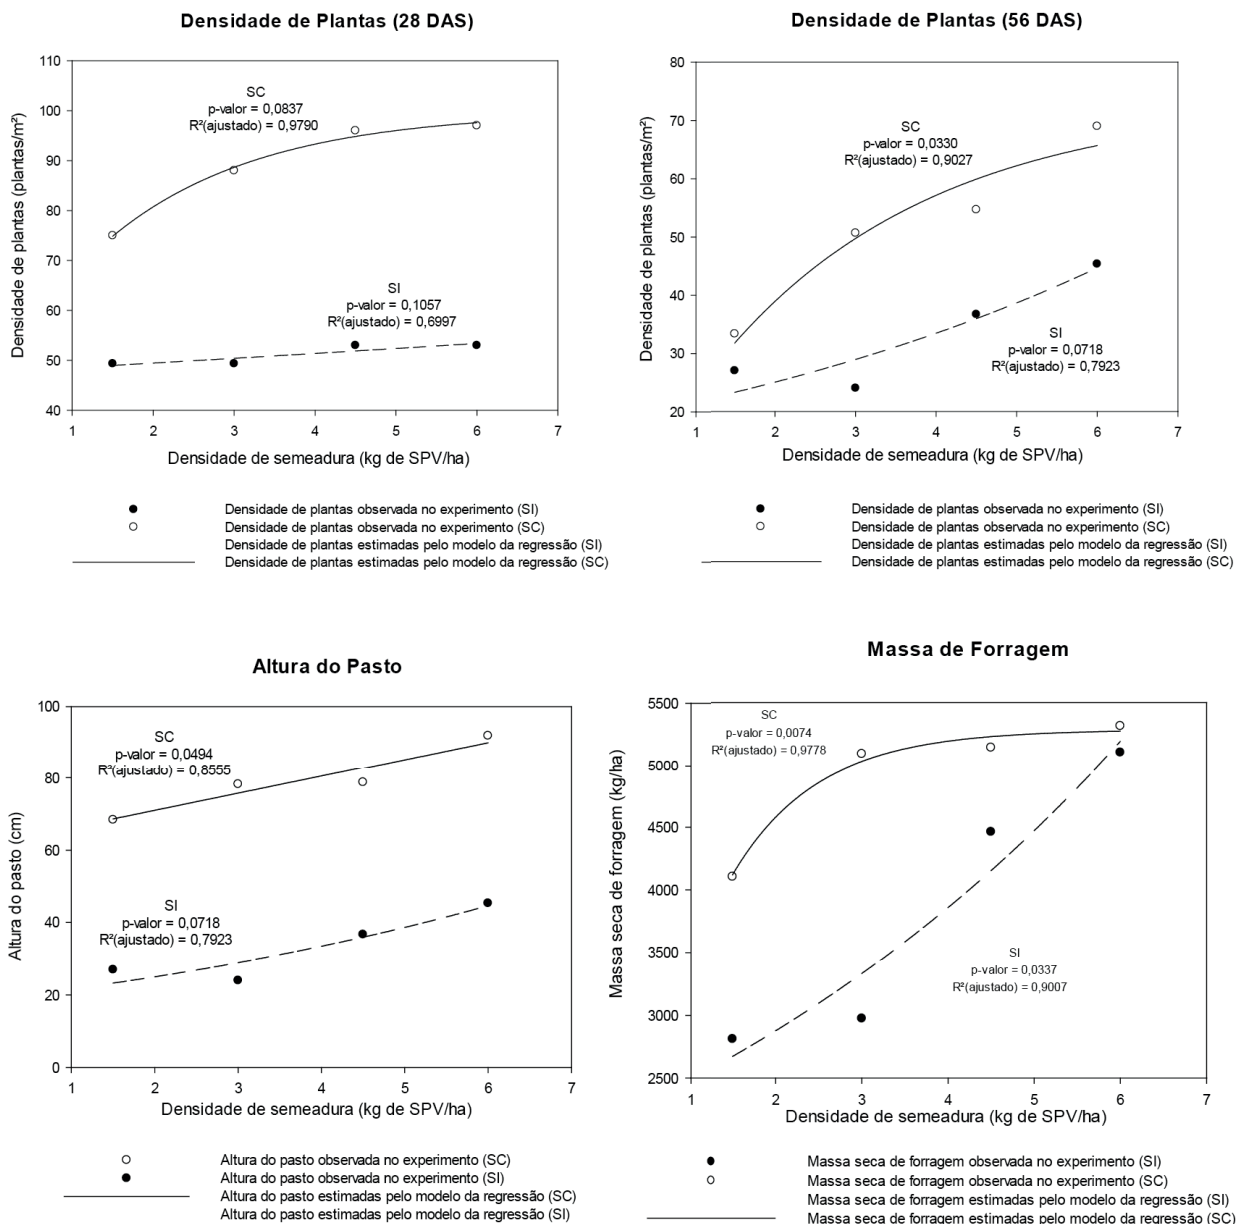 Densidade de Plantas (28 DAS)
110
100
90
80
70
60
50
40
Densidade de plantas (plantas/m²)
SC
p-valor = 0,0837
R²(ajustado) = 0,9790
SI
p-valor = 0,1057
R²(ajustado) = 0,6997
1 2 3 4 5 6 7
Densidade de semeadura (kg de SPV/ha)
Densidade de plantas observada no experimento (SI)
Densidade de plantas observada no experimento (SC)
Densidade de plantas estimadas pelo modelo da regressão (SI)
Densidade de plantas estimadas pelo modelo da regressão (SC)
Densidade de Plantas (56 DAS)
80
70
60
50
40
30
20
Densidade de plantas (plantas/m²)
SC
p-valor = 0,0330
R²(ajustado) = 0,9027
SI
p-valor = 0,0718
R²(ajustado) = 0,7923
1 2 3 4 5 6 7
Densidade de semeadura (kg de SPV/ha)
Densidade de plantas observada no experimento (SI)
Densidade de plantas observada no experimento (SC)
Densidade de plantas estimadas pelo modelo da regressão (SI)
Densidade de plantas estimadas pelo modelo da regressão (SC)
Altura do Pasto
100
80
60
40
20
0
Altura do pasto (cm)
SC
p-valor = 0,0494
R²(ajustado) = 0,8555
SI
p-valor = 0,0718
R²(ajustado) = 0,7923
1 2 3 4 5 6 7
Densidade de semeadura (kg de SPV/ha)
Altura do pasto observada no experimento (SC)
Altura do pasto observada no experimento (SI)
Altura do pasto estimadas pelo modelo da regressão (SC)
Altura do pasto estimadas pelo modelo da regressão (SI)
Massa de Forragem
5500
5000
4500
4000
3500
3000
2500
Massa seca de forragem (kg/ha)
SC
p-valor = 0,0074
R²(ajustado) = 0,9778
SI
p-valor = 0,0337
R²(ajustado) = 0,9007
1 2 3 4 5 6 7
Densidade de semeadura (kg de SPV/ha)
Massa seca de forragem observada no experimento (SI)
Massa seca de forragem observada no experimento (SC)
Massa seca de forragem estimadas pelo modelo da regressão (SI)
Massa seca de forragem estimadas pelo modelo da regressão (SC)